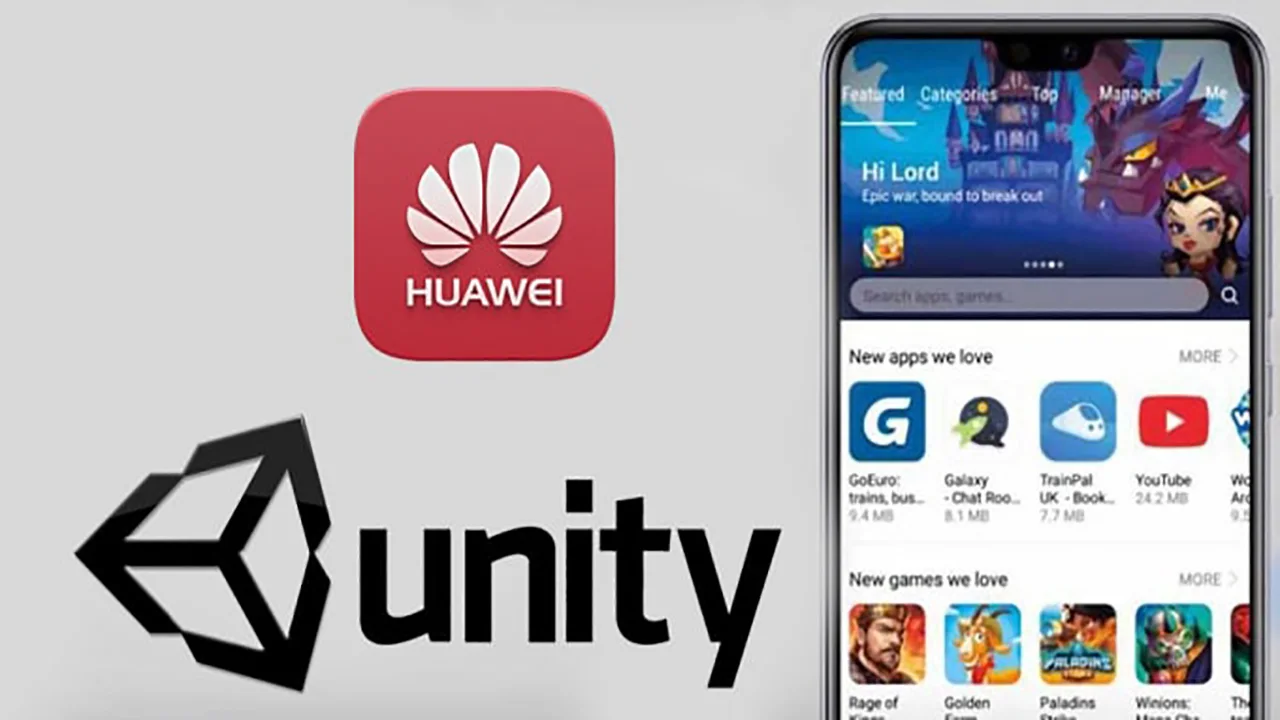 HUAWEI
unity
Featured Categories Top Manager Me
Hi Lord
Epic war, bound to break out
Search apps, games...
New apps we love MORE
G
GoEuro: Galaxy TrainPal YouTube
trains, bus... - Chat Roo... UK - Book... 24.2 MB
9.4 MB 8.1 MB 7.7 MB
New games we love MORE
PALADINS
Rage of Golden Paladins Winions: